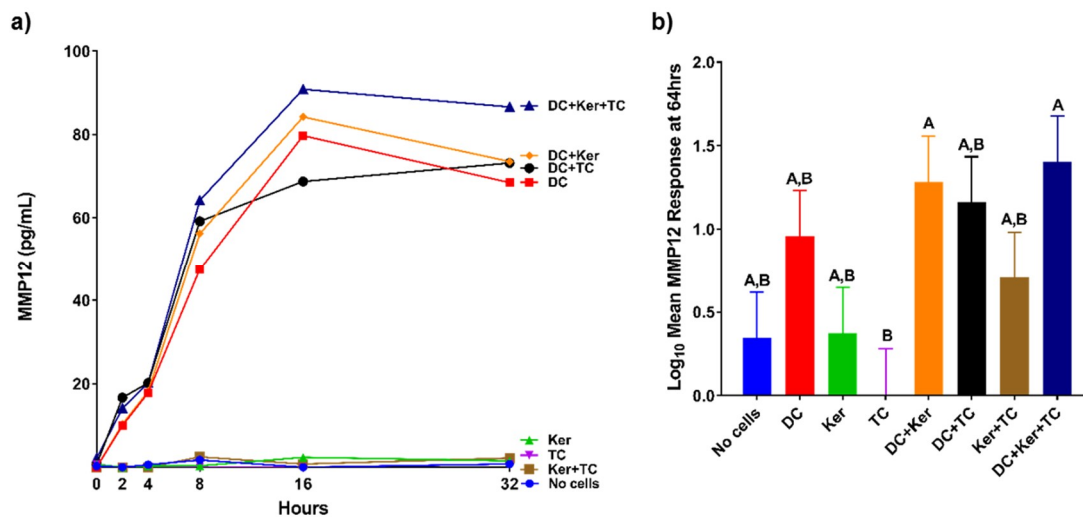 a)
MMP12 (pg/mL)
100
80
60
40
20
0 2 4 8 16 32
Hours
DC+Ker+TC
DC+Ker
DC+TC
DC
Ker
TC
Ker+TC
No cells
b)
Log10 Mean MMP12 Response at 64hrs
2.0
1.5
1.0
0.5
0.0
A,B
A,B
A,B
B
A
A,B
A,B
A
No cells
DC
Ker
TC
DC+Ker
DC+TC
Ker+TC
DC+Ker+TC